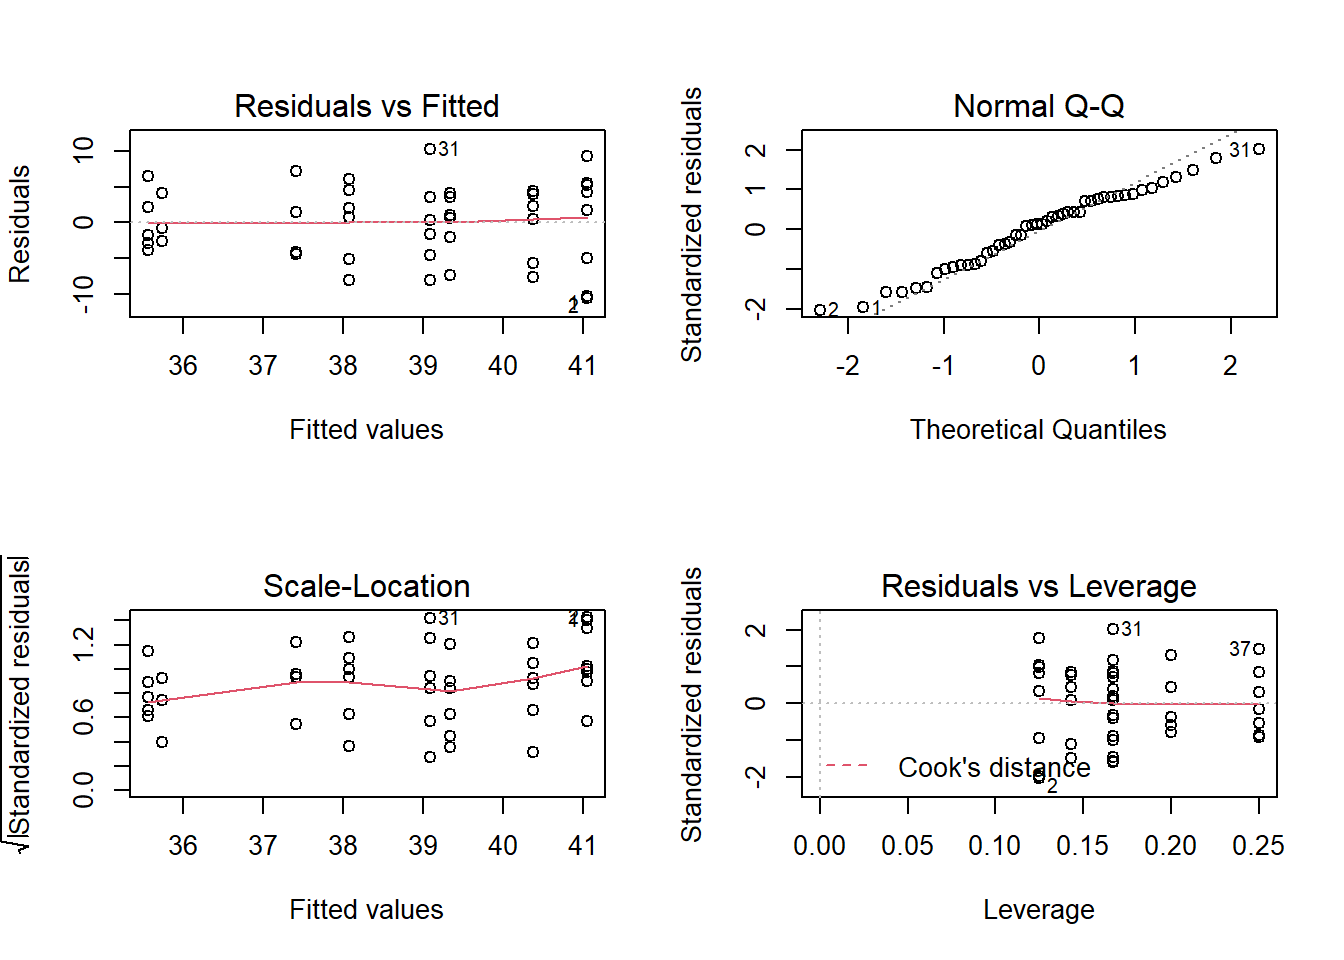 Residuals vs Fitted
Residuals
10
0
-10
31
2
36 37 38 39 40 41
Fitted values
Normal Q-Q
Standardized residuals
2
1
0
-2
31
2
1
-2 -1 0 1 2
Theoretical Quantiles
Scale-Location
√|Standardized residuals|
1.2
0.6
0.0
31
36 37 38 39 40 41
Fitted values
Residuals vs Leverage
Standardized residuals
2
0
-2
31
37
2
Cook's distance
0.00 0.05 0.10 0.15 0.20 0.25
Leverage